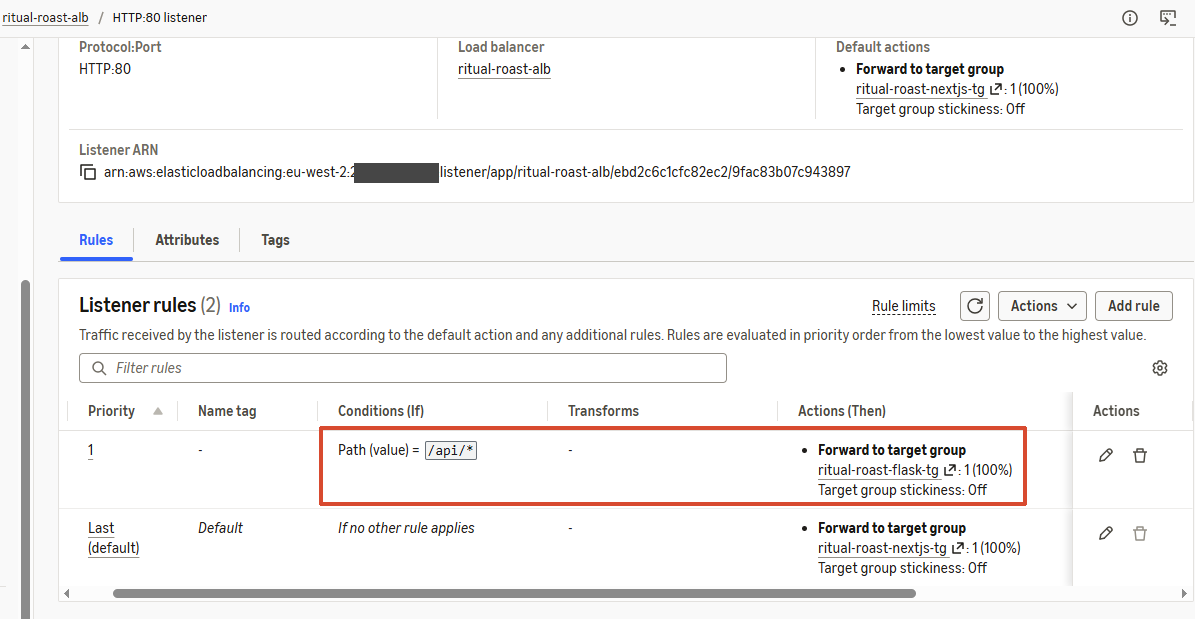 ritual-roast-alb / HTTP:80 listener
Protocol:Port
HTTP:80
Load balancer
ritual-roast-alb
Default actions
• Forward to target group
ritual-roast-nextjs-tg : 1 (100%)
Target group stickiness: Off
Listener ARN
arn:aws:elasticloadbalancing:eu-west-2: listener/app/ritual-roast-alb/ebd2c6c1cfc82ec2/9fac83b07c943897
Rules Attributes Tags
Listener rules (2) Info
Rule limits Actions Add rule
Traffic received by the listener is routed according to the default action and any additional rules. Rules are evaluated in priority order from the lowest value to the highest value.
Filter rules
Priority Name tag Conditions (If) Transforms Actions (Then) Actions
1 - Path (value) = /api/* - • Forward to target group
ritual-roast-flask-tg : 1 (100%)
Target group stickiness: Off
Last Default If no other rule applies - • Forward to target group
(default) ritual-roast-nextjs-tg : 1 (100%)
Target group stickiness: Off